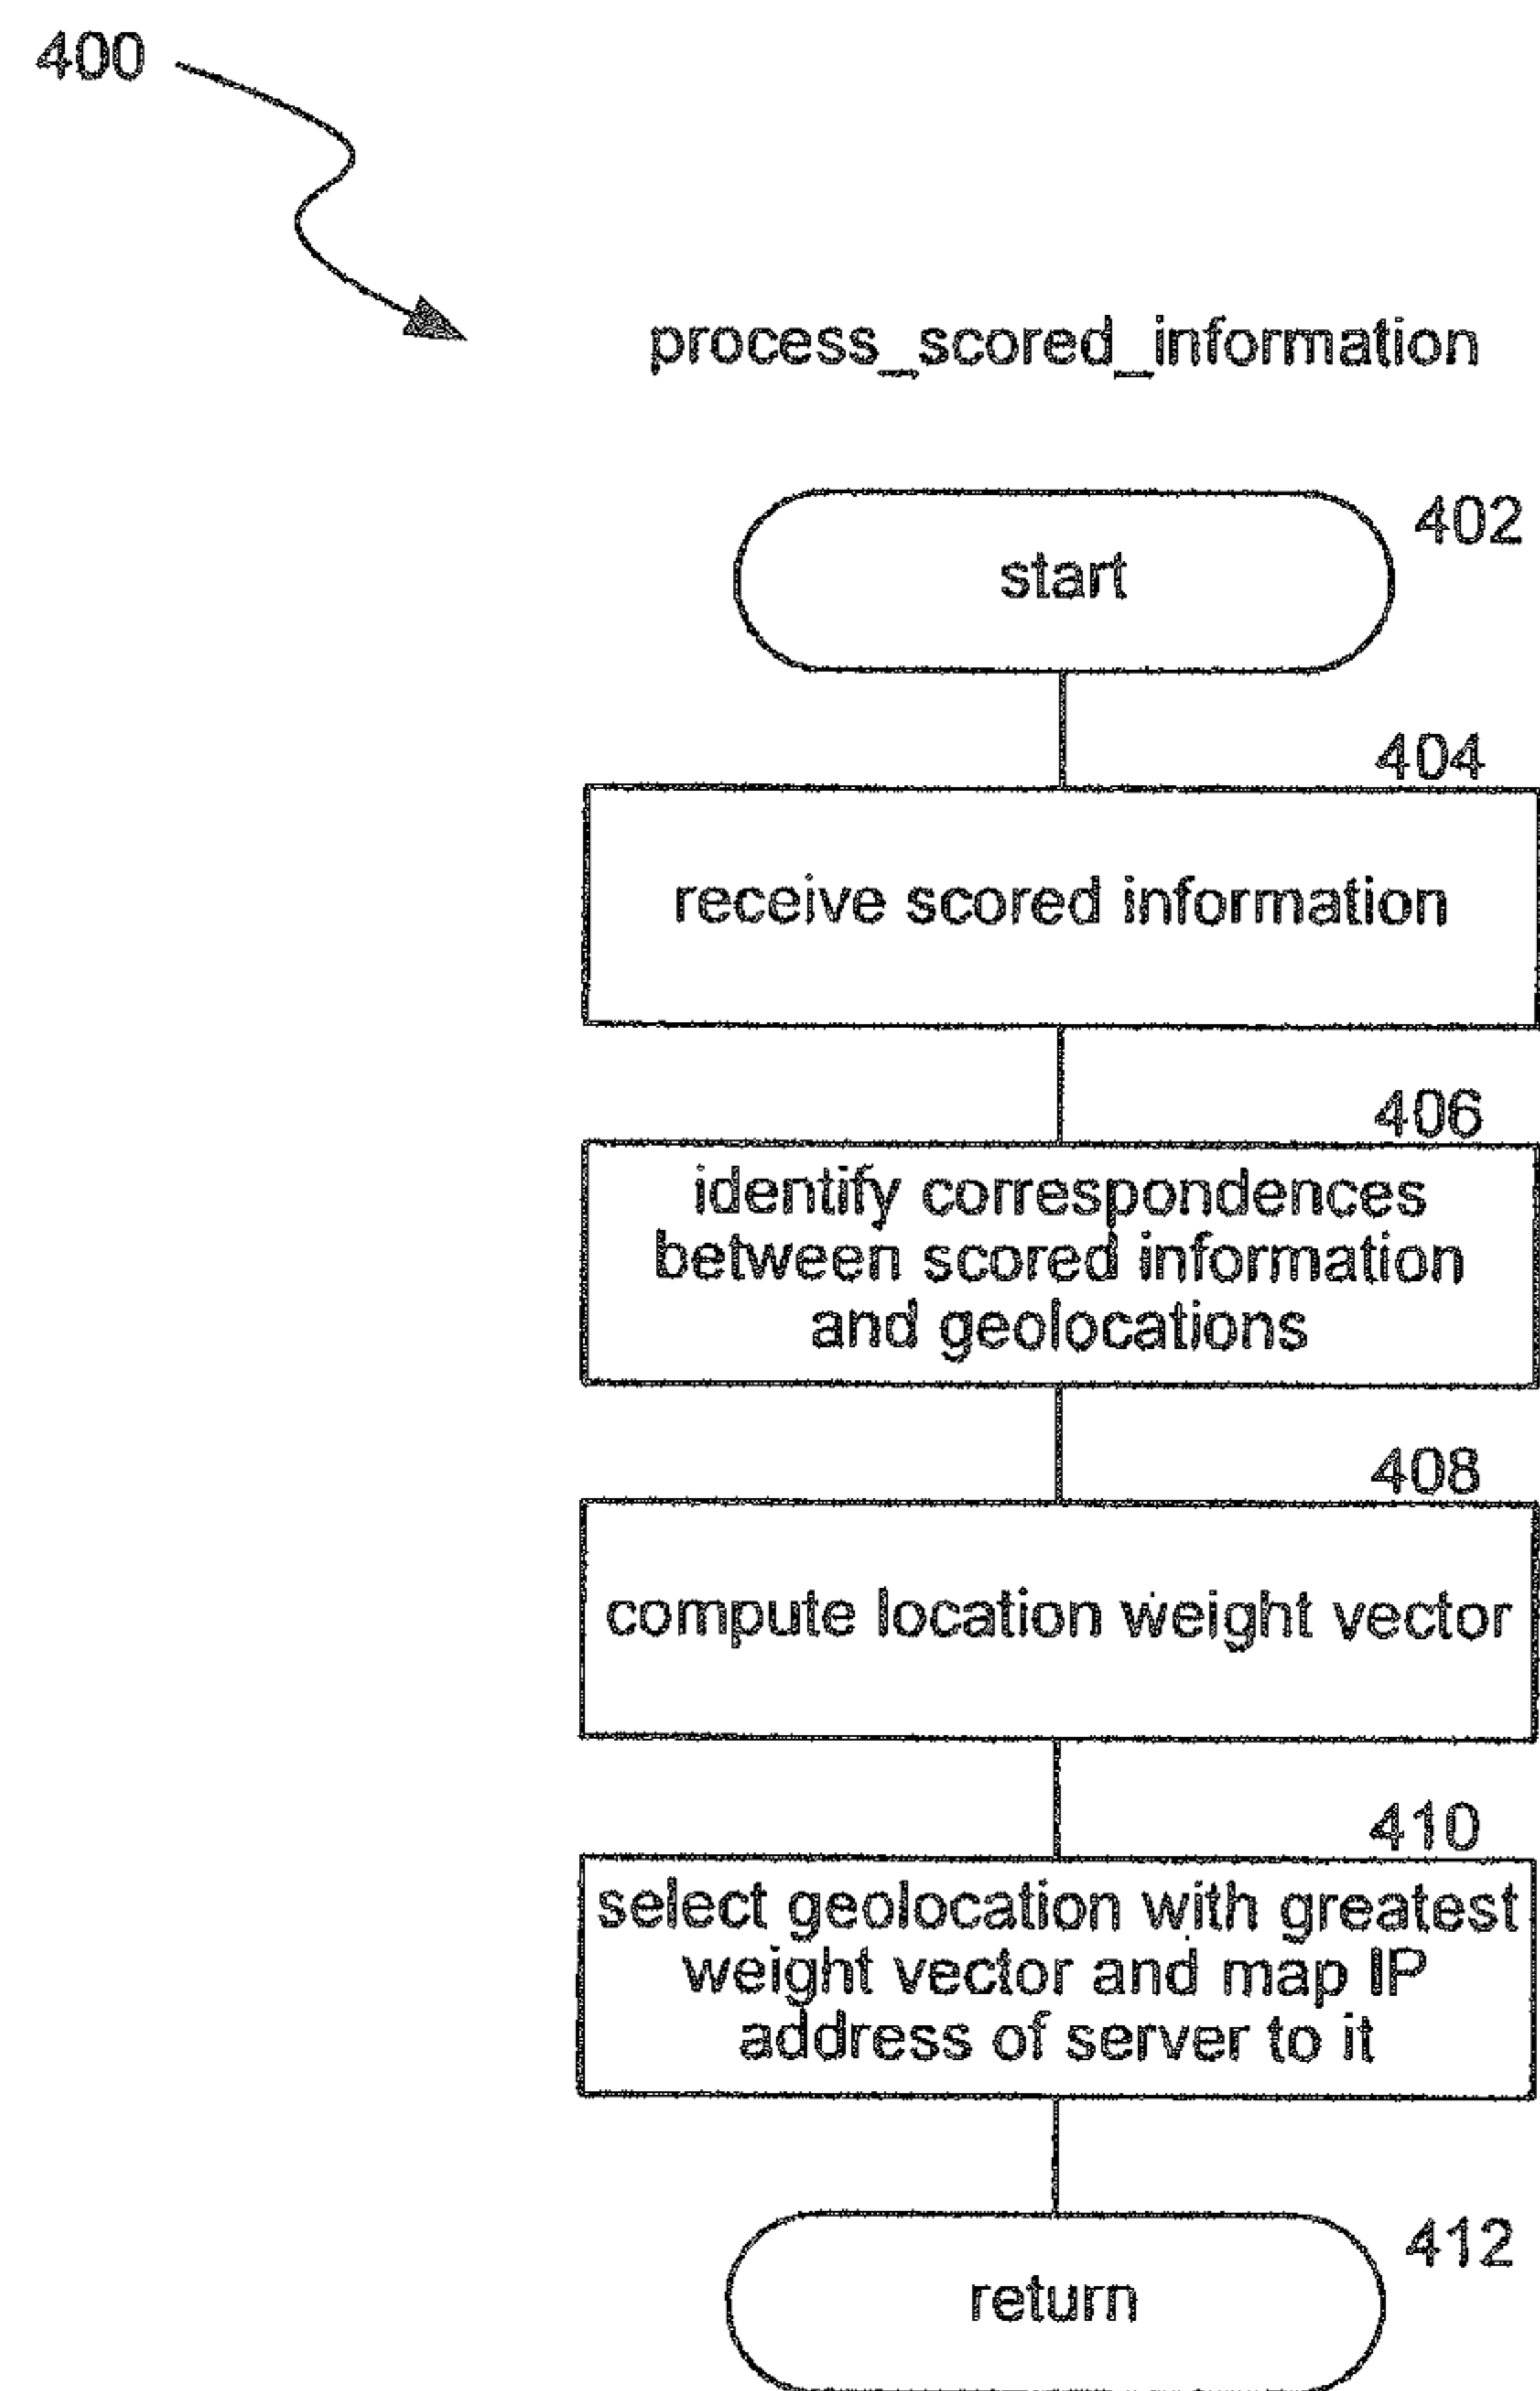 400
process_scored_information
402
start
404
receive scored information
406
identify correspondences
between scored information
and geolocations
408
compute location weight vector
410
select geolocation with greatest
weight vector and map IP
address of server to it
412
return